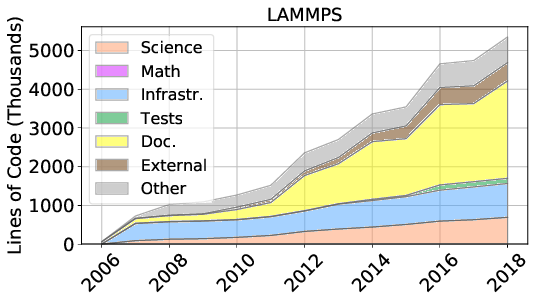 LAMMPS
Lines of Code (Thousands)
5000
4000
3000
2000
1000
0
Science
Math
Infrastr.
Tests
Doc.
External
Other
2006
2008
2010
2012
2014
2016
2018